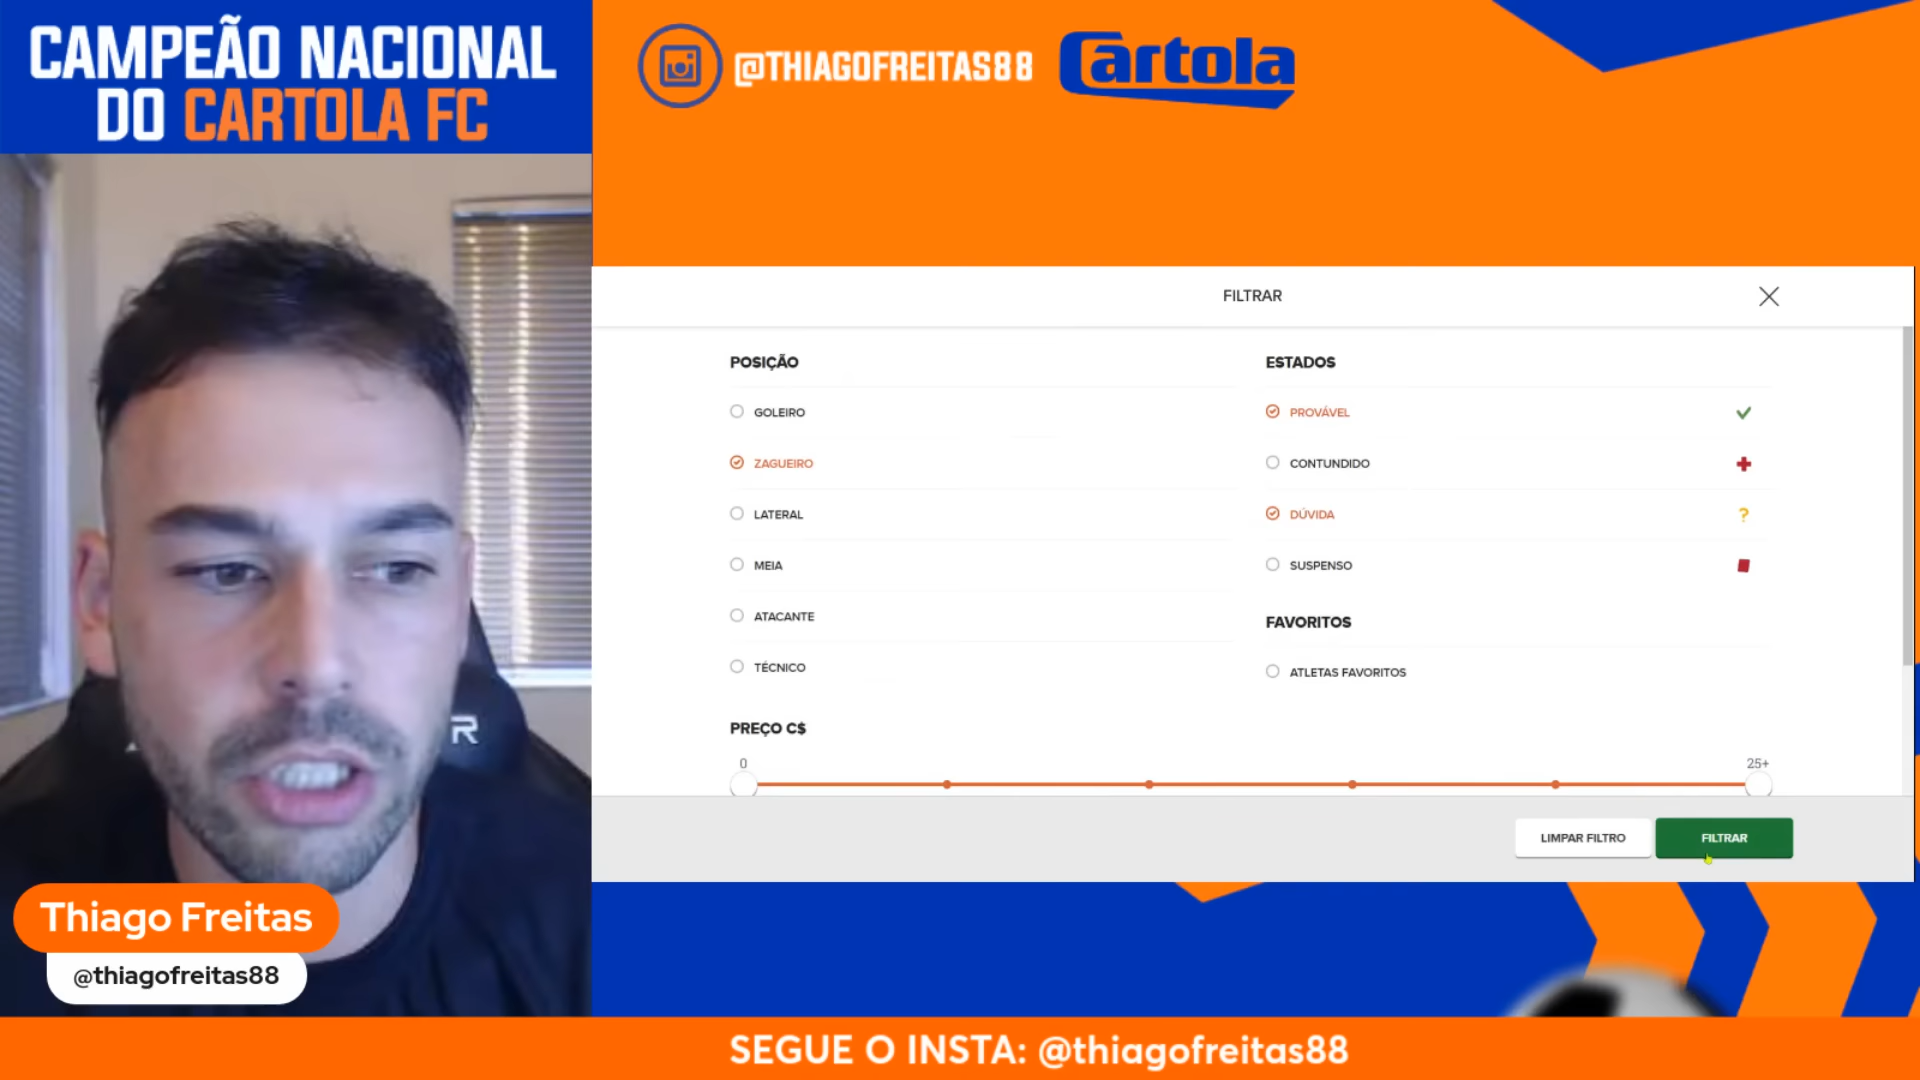 CAMPEÃO NACIONAL
DO CARTOLA FC
@THIAGOFREITAS88
Cartola
FILTRAR
POSIÇÃO
GOLEIRO
ZAGUEIRO
LATERAL
MEIA
ATACANTE
TÉCNICO
ESTADOS
PROVÁVEL
CONTUNDIDO
DÚVIDA
?
SUSPENSO
FAVORITOS
ATLETAS FAVORITOS
PREÇO C$
0
25+
LIMPAR FILTRO
FILTRAR
R
Thiago Freitas
@thiagofreitas88
SEGUE O INSTA: @thiagofreitas88